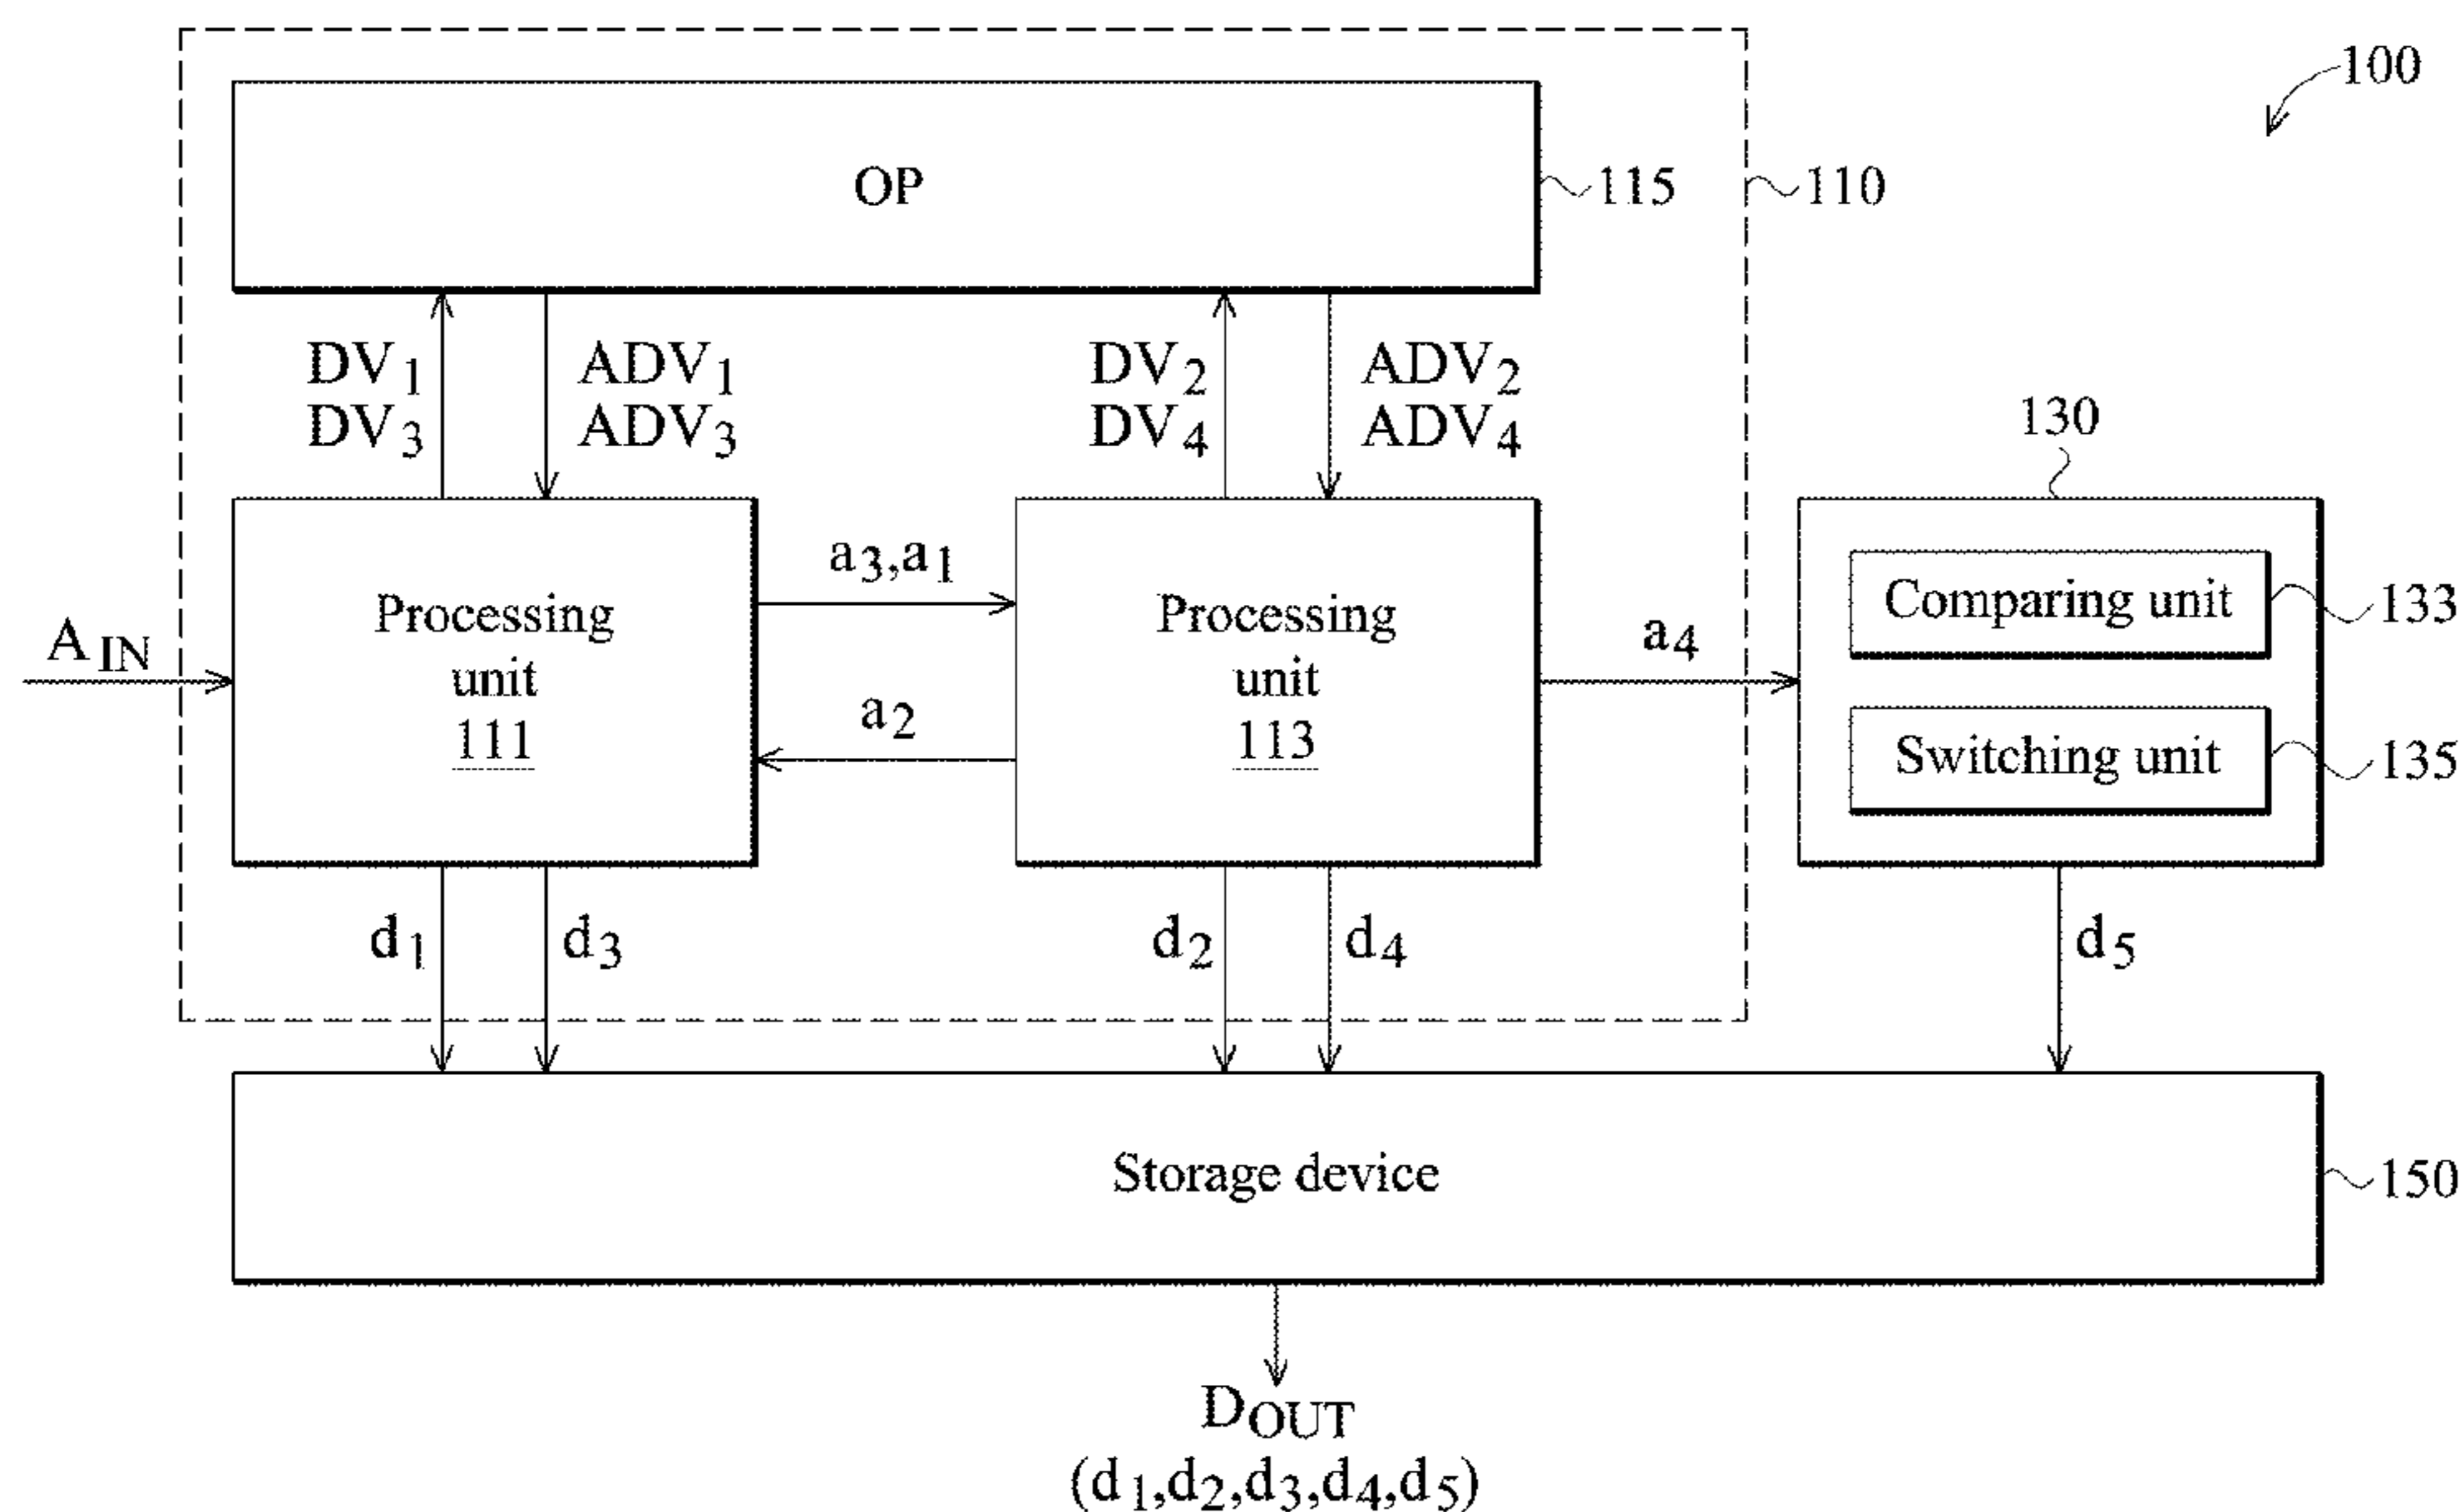 100
OP
115
110
DV1
DV3
ADV1
ADV3
DV2
DV4
ADV2
ADV4
130
AIN
Processing
unit
111
a3,a1
a2
Processing
unit
113
a4
Comparing unit
133
Switching unit
135
d1
d3
d2
d4
d5
Storage device
150
DOUT
(d1,d2,d3,d4,d5)